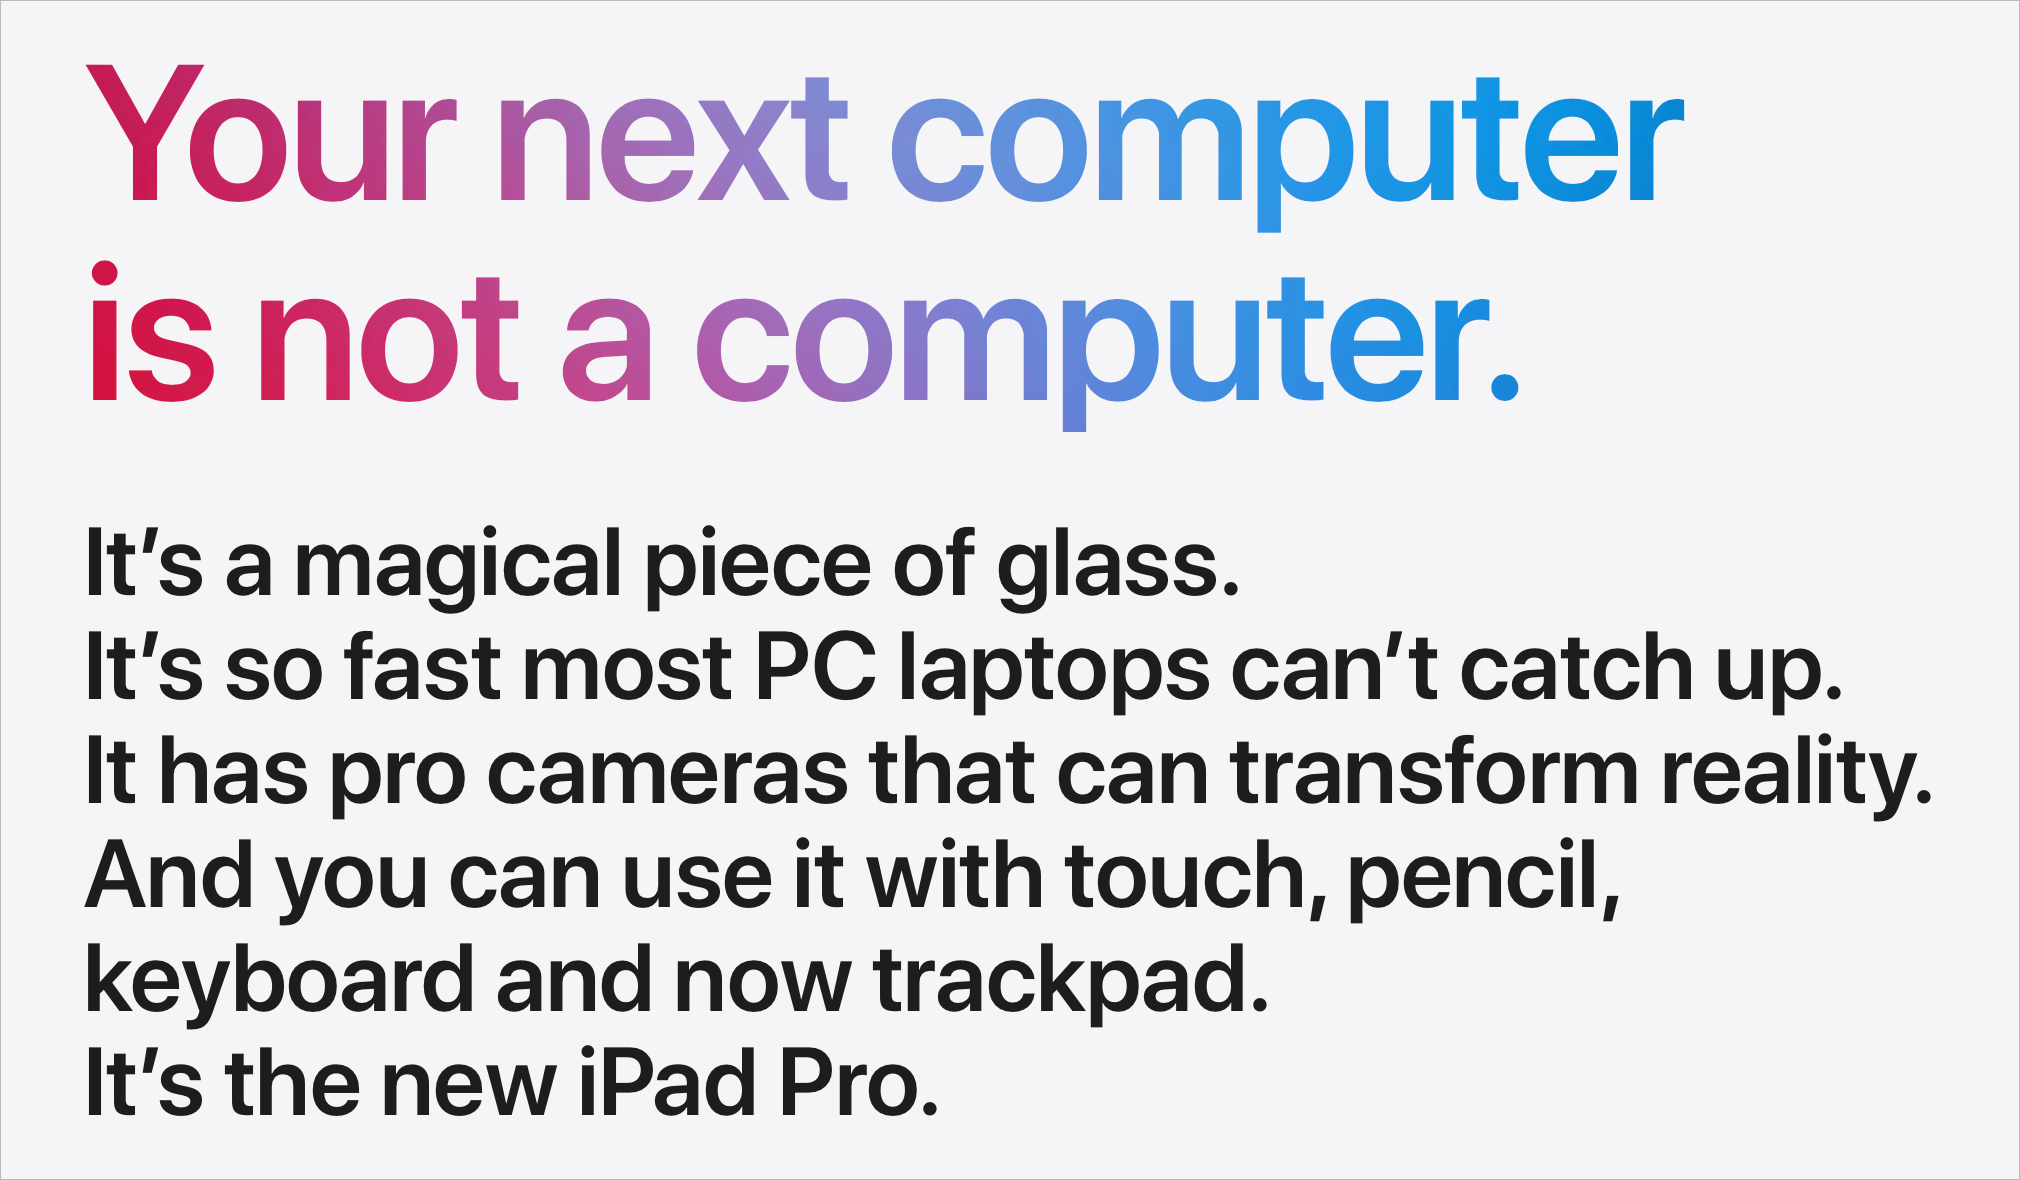 Your next computer
is not a computer.
It’s a magical piece of glass.
It’s so fast most PC laptops can’t catch up.
It has pro cameras that can transform reality.
And you can use it with touch, pencil,
keyboard and now trackpad.
It’s the new iPad Pro.